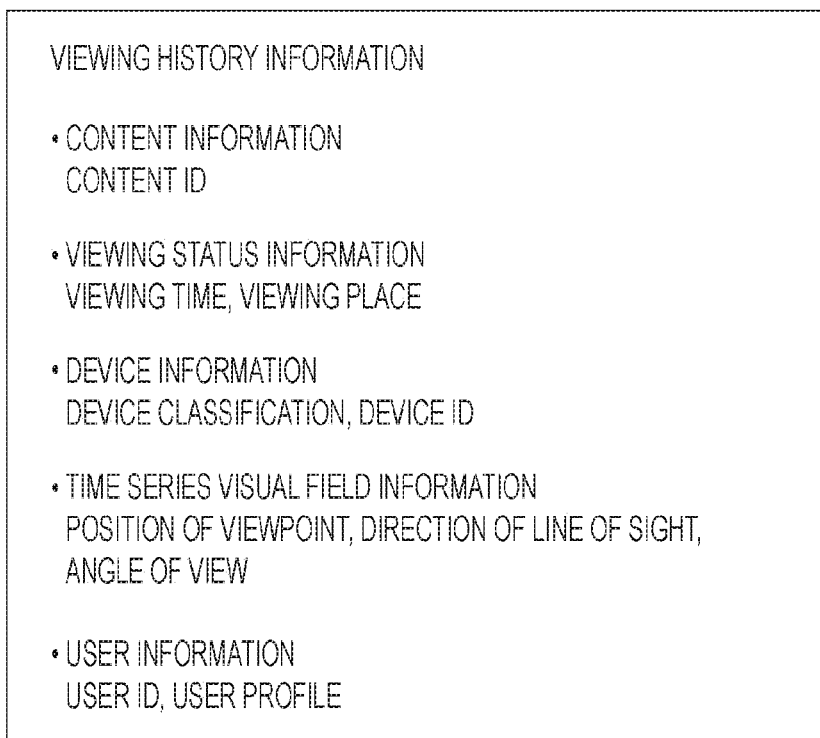 VIEWING HISTORY INFORMATION
• CONTENT INFORMATION
CONTENT ID
• VIEWING STATUS INFORMATION
VIEWING TIME, VIEWING PLACE
• DEVICE INFORMATION
DEVICE CLASSIFICATION, DEVICE ID
• TIME SERIES VISUAL FIELD INFORMATION
POSITION OF VIEWPOINT, DIRECTION OF LINE OF SIGHT,
ANGLE OF VIEW
• USER INFORMATION
USER ID, USER PROFILE